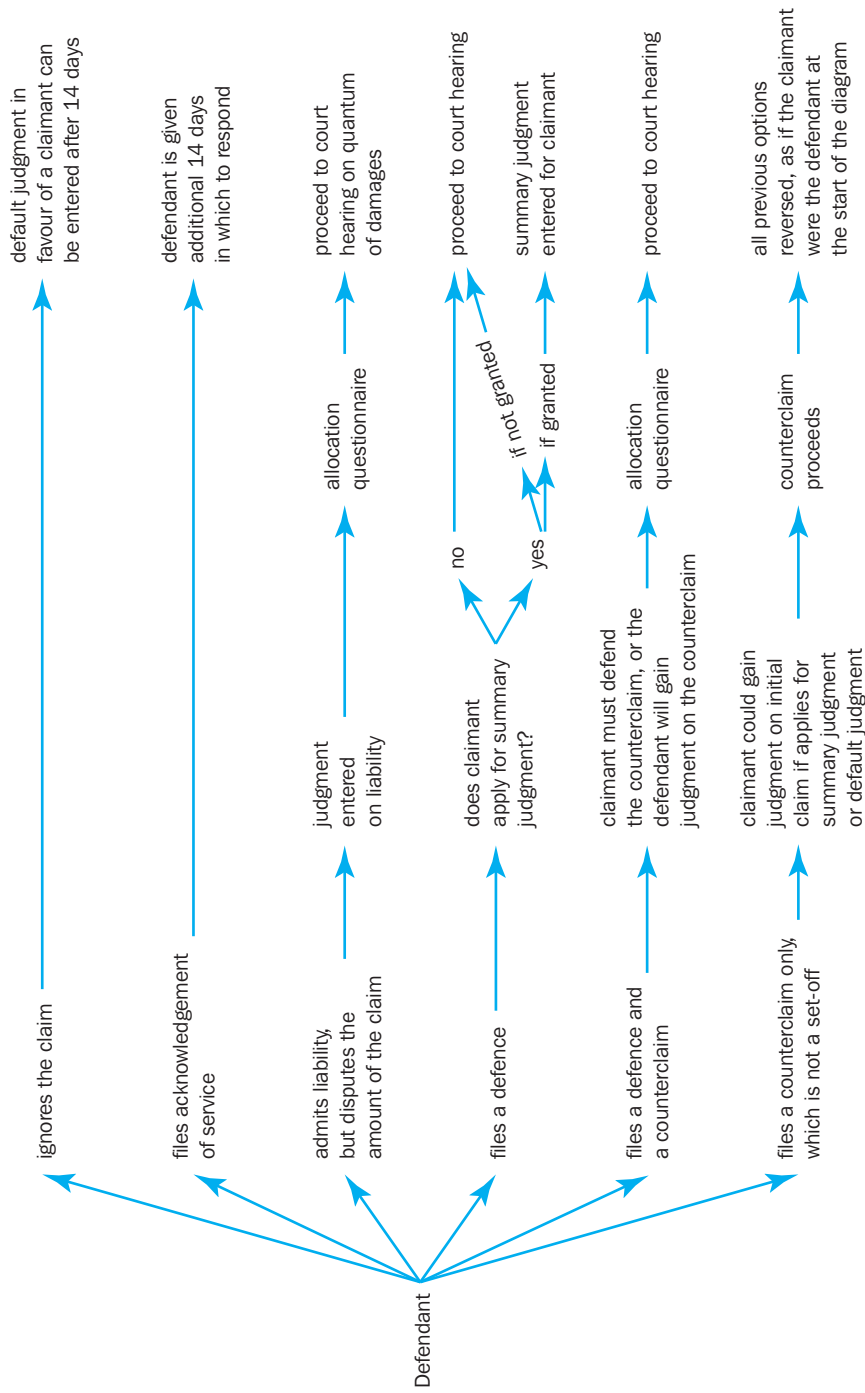 Defendant
ignores the claim
default judgment in
favour of a claimant can
be entered after 14 days
files acknowledgement
of service
defendant is given
additional 14 days
in which to respond
admits liability,
but disputes the
amount of the claim
judgment
entered
on liability
allocation
questionnaire
proceed to court
hearing on quantum
of damages
files a defence
does claimant
apply for summary
judgment?
no
proceed to court hearing
yes
if not granted
if granted
summary judgment
entered for claimant
files a defence and
a counterclaim
claimant must defend
the counterclaim, or the
defendant will gain
judgment on the counterclaim
allocation
questionnaire
proceed to court hearing
files a counterclaim only,
which is not a set-off
claimant could gain
judgment on initial
claim if applies for
summary judgment
or default judgment
counterclaim
proceeds
all previous options
reversed, as if the claimant
were the defendant at
the start of the diagram